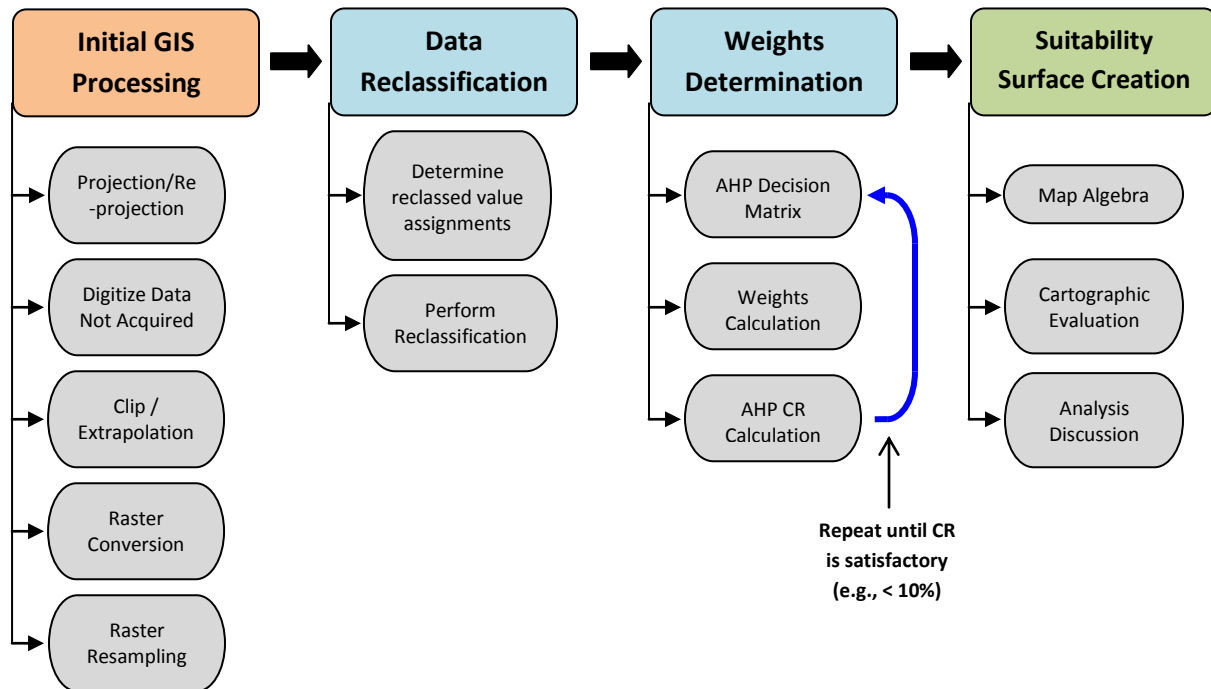 Initial GIS
Processing
Data
Reclassification
Weights
Determination
Suitability
Surface Creation
Projection/Re
-projection
Digitize Data
Not Acquired
Clip /
Extrapolation
Raster
Conversion
Raster
Resampling
Determine
reclassed value
assignments
Perform
Reclassification
AHP Decision
Matrix
Weights
Calculation
AHP CR
Calculation
Repeat until CR
is satisfactory
(e.g., < 10%)
Map Algebra
Cartographic
Evaluation
Analysis
Discussion